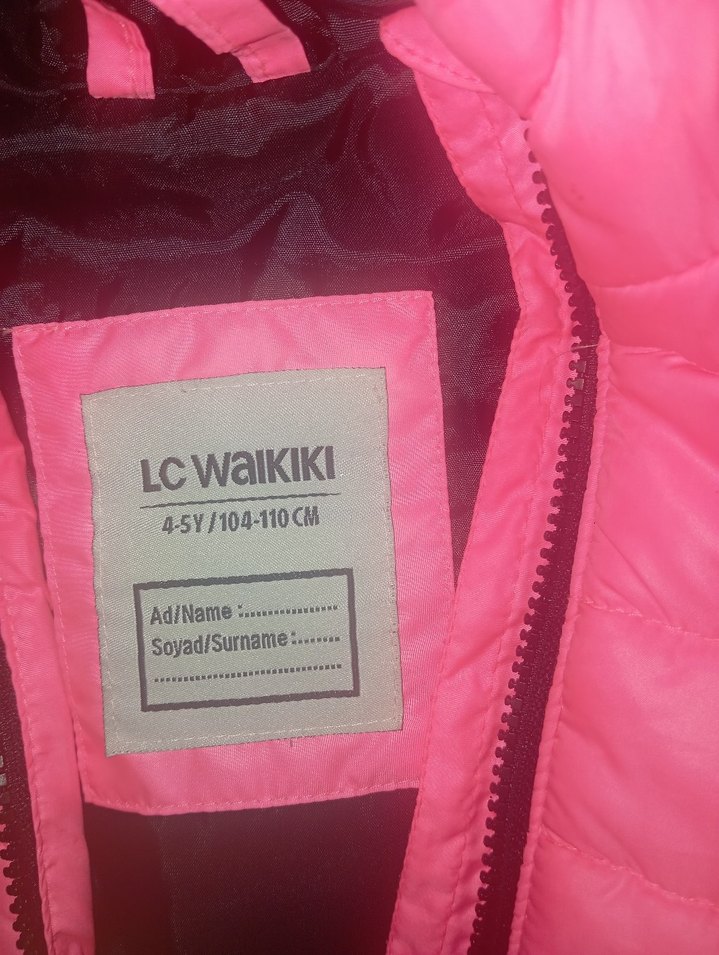 LC WaiKIKI
4-5Y / 104-110 CM
Ad/Name :.................
Soyad/Surname :.......
................................